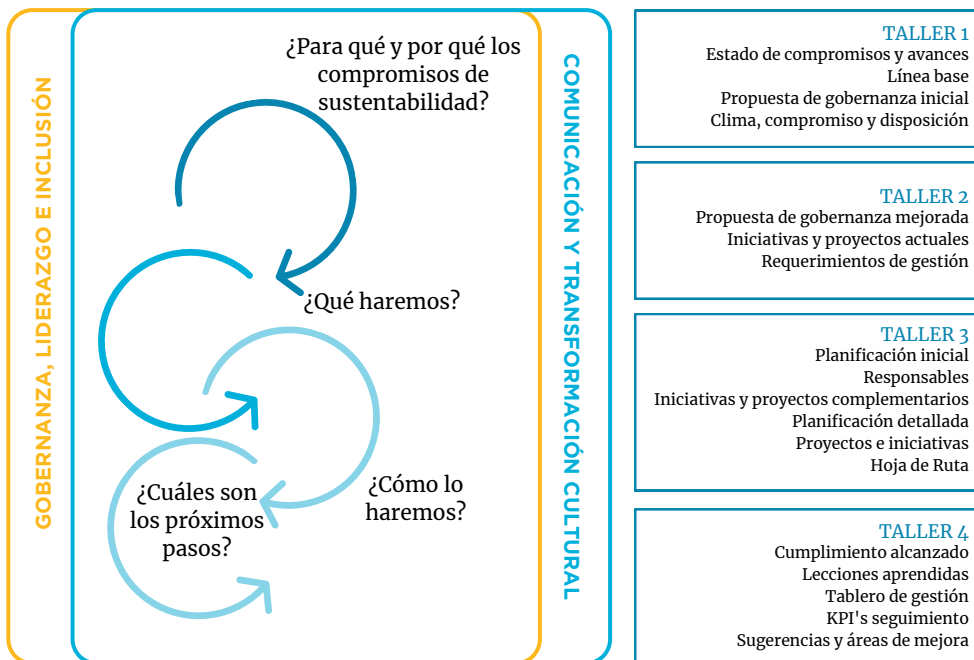 GOBERNANZA, LIDERAZGO E INCLUSIÓN
¿Para qué y por qué los
compromisos de
sustentabilidad?
¿Qué haremos?
¿Cómo lo
haremos?
¿Cuáles son
los próximos
pasos?
COMUNICACIÓN Y TRANSFORMACIÓN CULTURAL
TALLER 1
Estado de compromisos y avances
Línea base
Propuesta de gobernanza inicial
Clima, compromiso y disposición
TALLER 2
Propuesta de gobernanza mejorada
Iniciativas y proyectos actuales
Requerimientos de gestión
TALLER 3
Planificación inicial
Responsables
Iniciativas y proyectos complementarios
Planificación detallada
Proyectos e iniciativas
Hoja de Ruta
TALLER 4
Cumplimiento alcanzado
Lecciones aprendidas
Tablero de gestión
KPI's seguimiento
Sugerencias y áreas de mejora